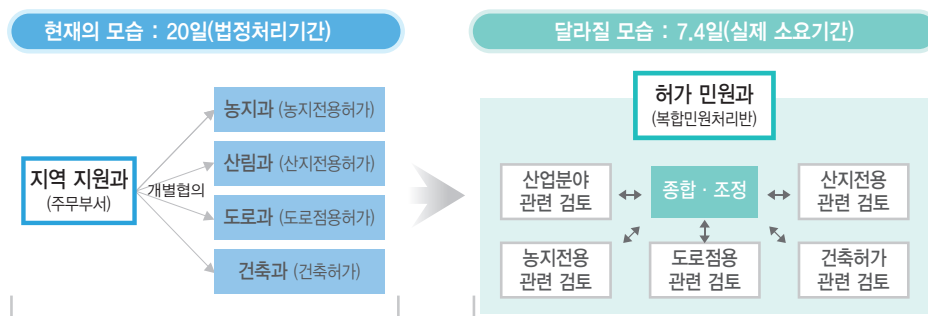 현재의 모습 : 20일(법정처리기간)
지역 지원과
(주무부서)
개별협의
농지과 (농지전용허가)
산림과 (산지전용허가)
도로과 (도로점용허가)
건축과 (건축허가)
달라질 모습 : 7.4일(실제 소요기간)
허가 민원과
(복합민원처리반)
산업분야
관련 검토
종합 · 조정
산지전용
관련 검토
농지전용
관련 검토
도로점용
관련 검토
건축허가
관련 검토